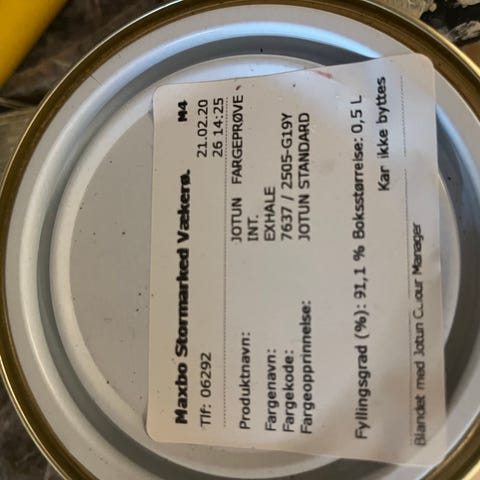 Maxbo Stormarked Vækerø. M4
Tlf: 06292 21.02.20
26 14:25
Produktnavn: JOTUN FARGEPRØVE
INT.
Fargenavn: EXHALE
Fargekode: 7637 / 2505-G19Y
Fargeopprinnelse: JOTUN STANDARD
Fyllingsgrad (%): 91,1 % Boksstørrelse: 0,5 L
Kan ikke byttes
Blandet med Jotun Colour Manager